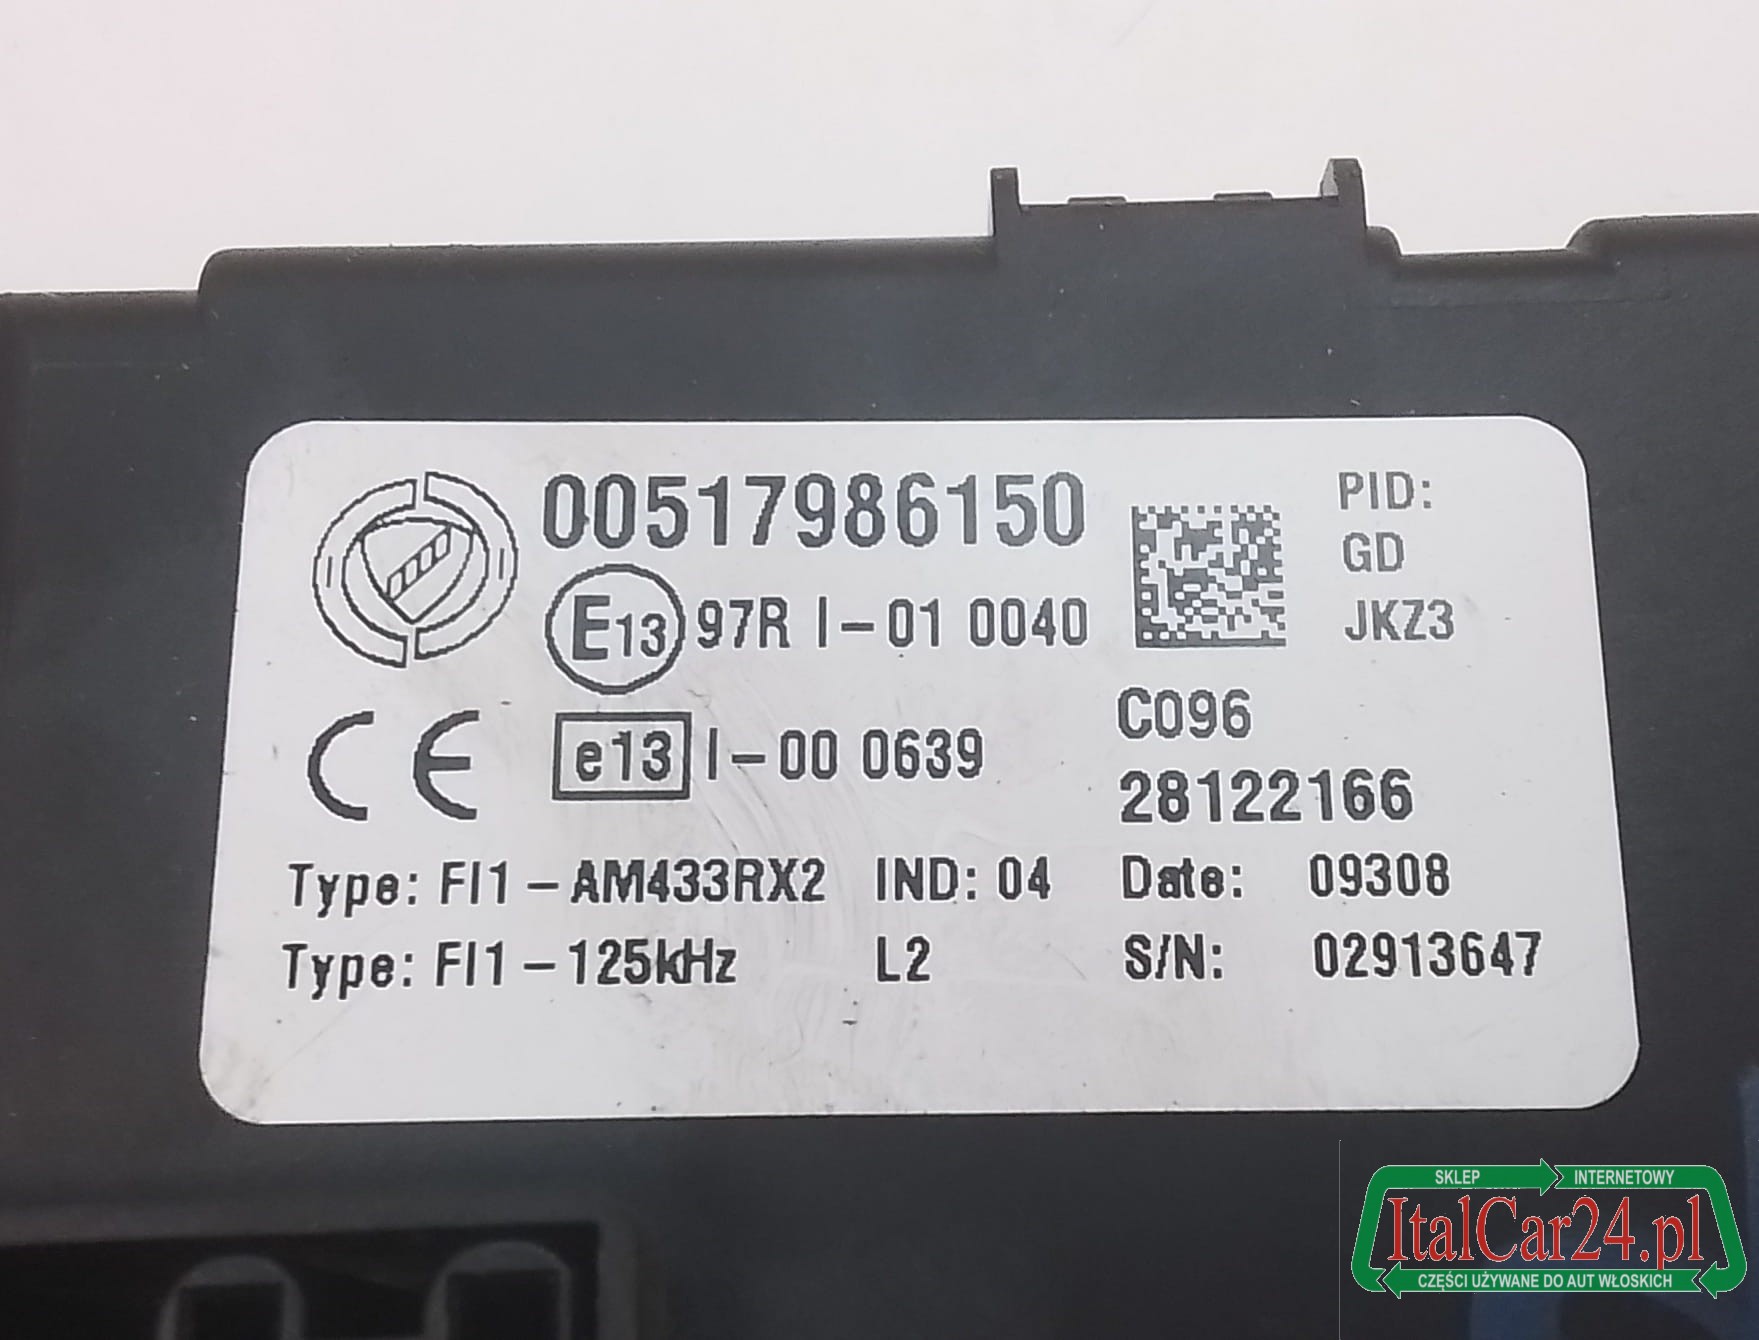 00517986150
E13 97R I-01 0040
PID:
GD
JKZ3
CE e13 I-00 0639
C096
28122166
Type: FI1-AM433RX2 IND: 04 Date: 09308
Type: FI1-125kHz L2 S/N: 02913647
SKLEP INTERNETOWY
ItalCar24.pl
CZĘŚCI UŻYWANE DO AUT WŁOSKICH